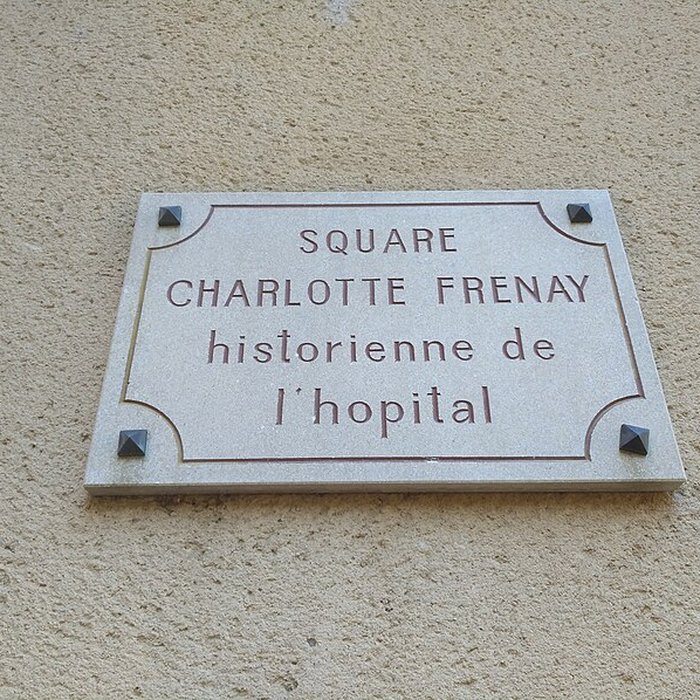 SQUARE
CHARLOTTE FRENAY
historienne de
l'hopital